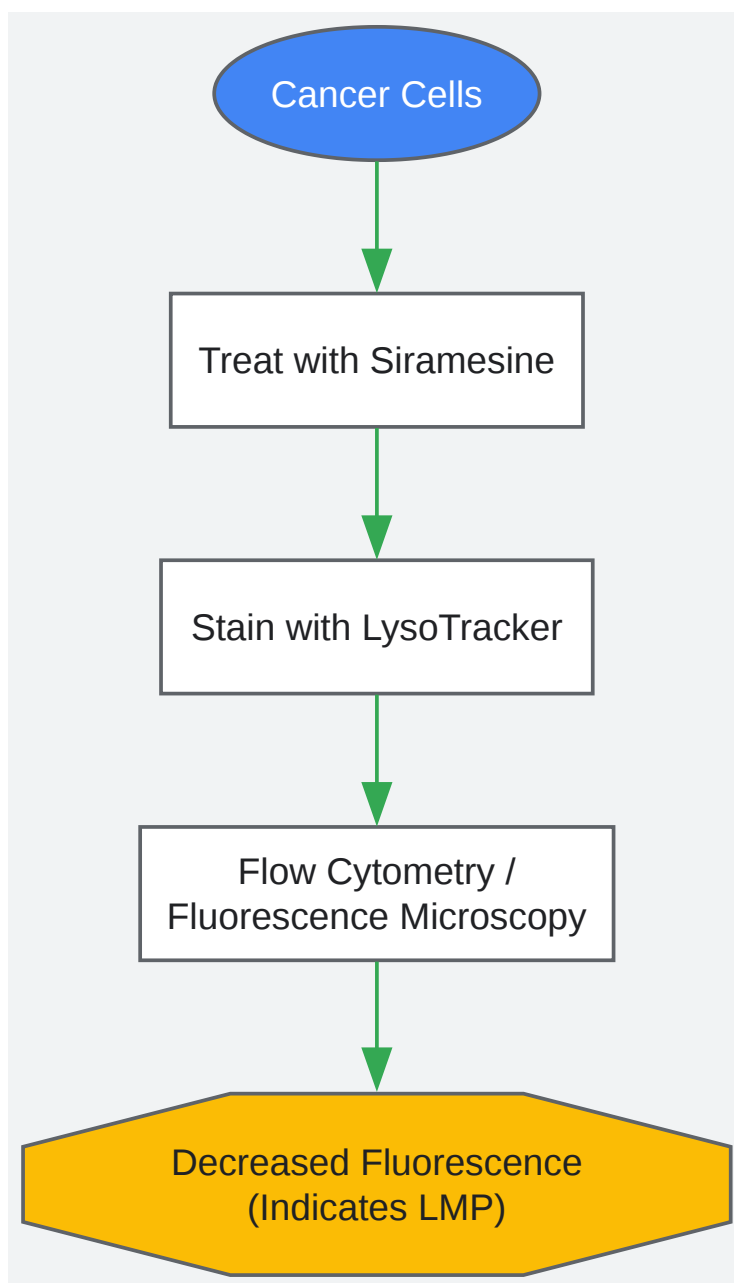 Cancer Cells
Treat with Siramesine
Stain with LysoTracker
Flow Cytometry /
Fluorescence Microscopy
Decreased Fluorescence
(Indicates LMP)